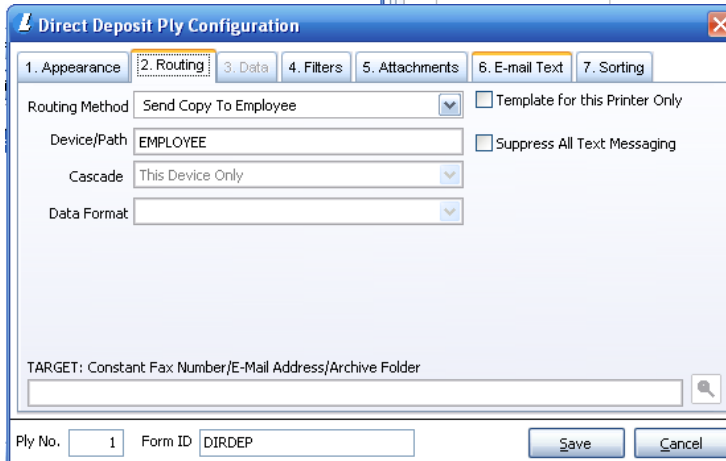 Direct Deposit Ply Configuration
1. Appearance 2. Routing 3. Data 4. Filters 5. Attachments 6. E-mail Text 7. Sorting
Routing Method Send Copy To Employee Template for this Printer Only
Device/Path EMPLOYEE Suppress All Text Messaging
Cascade This Device Only
Data Format
TARGET: Constant Fax Number/E-Mail Address/Archive Folder
Ply No. 1 Form ID DIRDEP Save Cancel